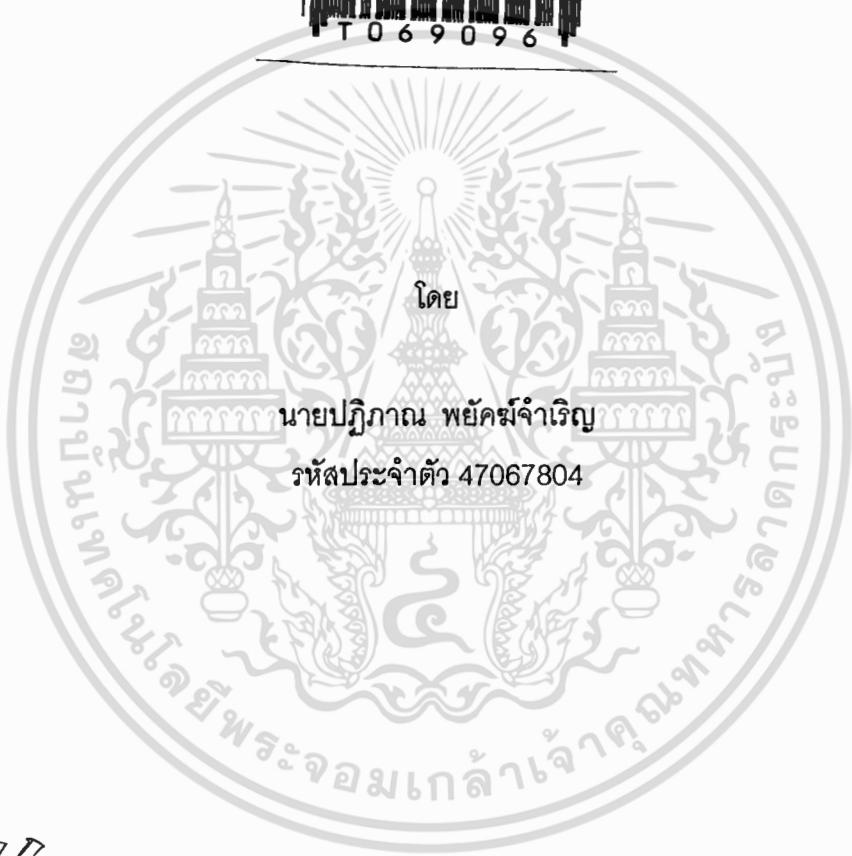 T069096
โดย
นายปฏิภาณ พยัคฆ์จำเริญ
รหัสประจำตัว 47067804
สถาบันเทคโนโลยีพระจอมเกล้าเจ้าคุณทหารลาดกระบัง